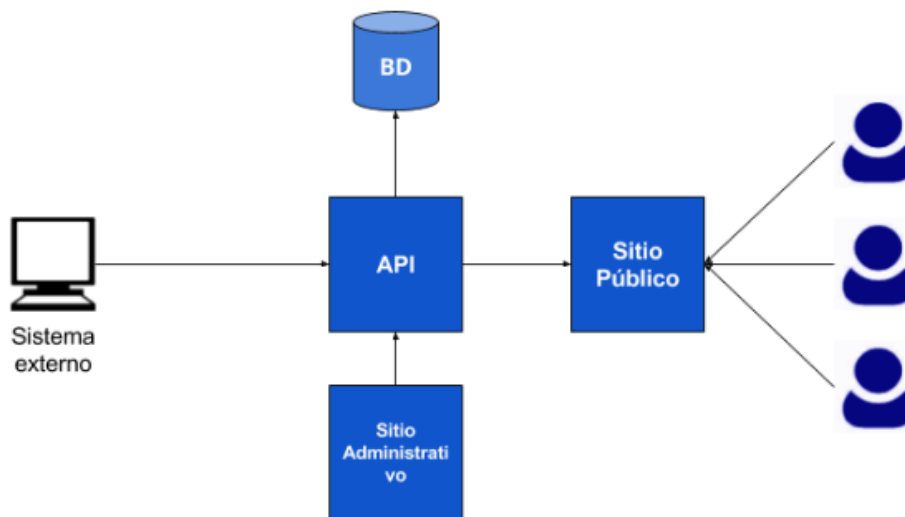 BD
API
Sitio
Público
Sistema
externo
Sitio
Administrati
vo